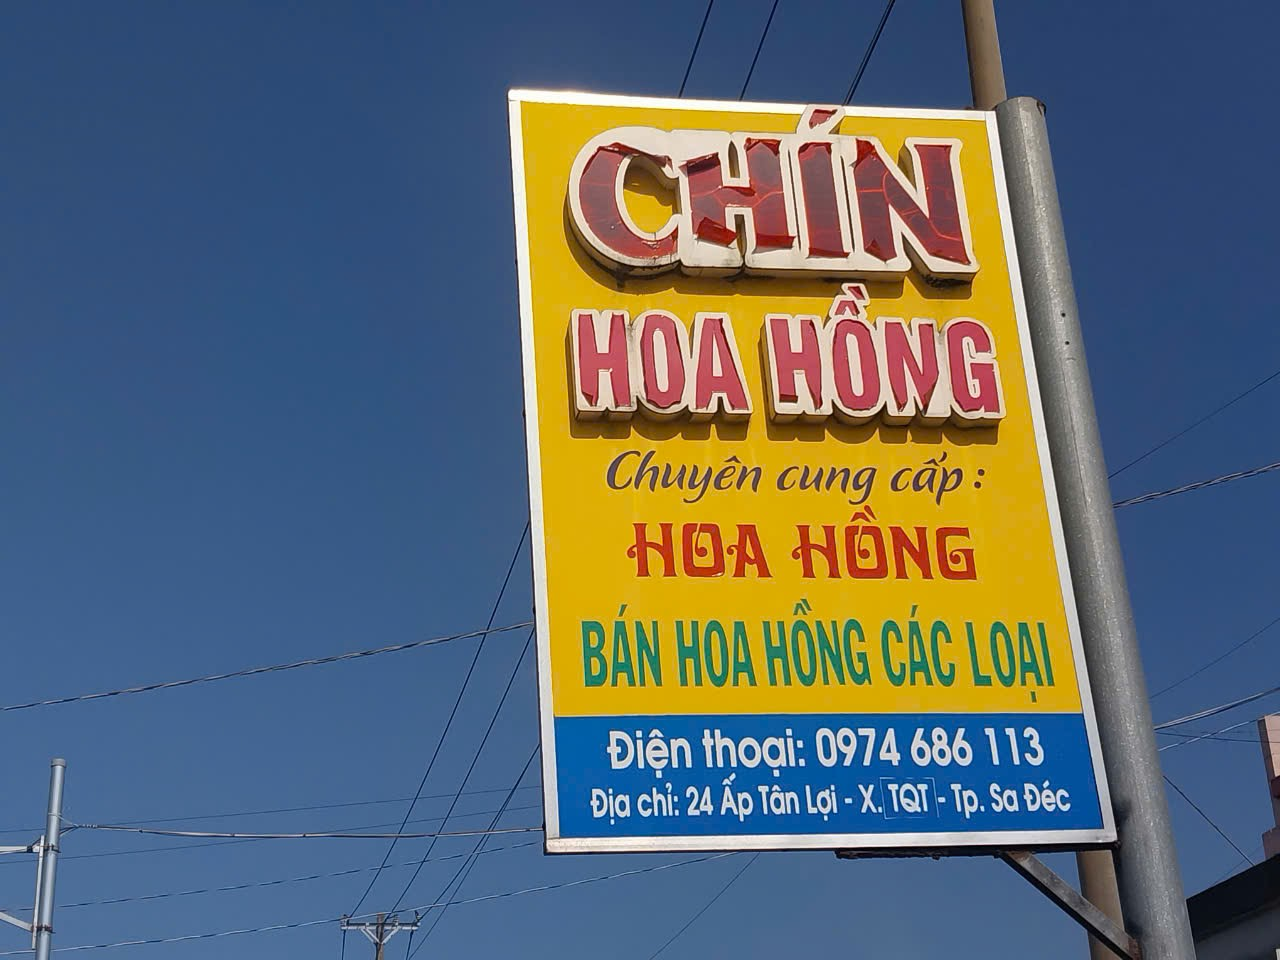 CHÍN
HOA HỒNG
Chuyên cung cấp :
HOA HỒNG
BÁN HOA HỒNG CÁC LOẠI
Điện thoại: 0974 686 113
Địa chỉ: 24 Ấp Tân Lợi - X. TQT - Tp. Sa Đéc